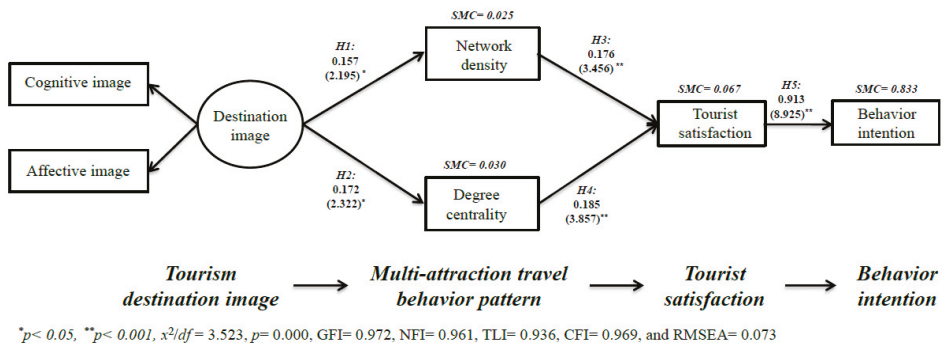 SMC= 0.025
H1:
0.157
(2.195)*
Network
density
H3:
0.176
(3.456)**
Cognitive image
Destination
image
SMC= 0.067
Tourist
satisfaction
H5:
0.913
(8.925)**
SMC= 0.833
Behavior
intention
Affective image
H2:
0.172
(2.322)*
SMC= 0.030
Degree
centrality
H4:
0.185
(3.857)**
Tourism
destination image
Multi-attraction travel
behavior pattern
Tourist
satisfaction
Behavior
intention
*p< 0.05, **p< 0.001, x²/df = 3.523, p= 0.000, GFI= 0.972, NFI= 0.961, TLI= 0.936, CFI= 0.969, and RMSEA= 0.073